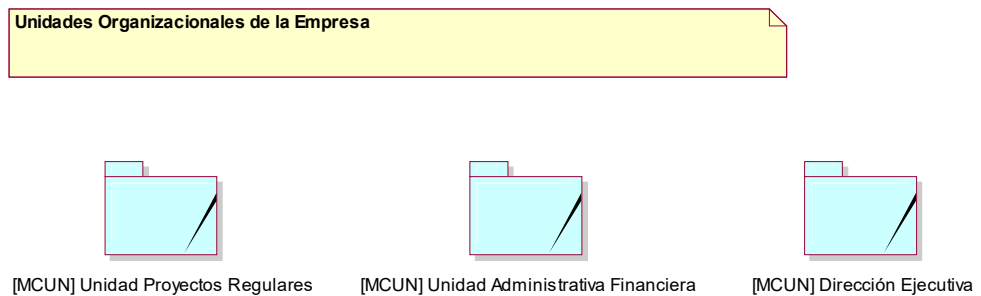 Unidades Organizacionales de la Empresa
[MCUN] Unidad Proyectos Regulares
[MCUN] Unidad Administrativa Financiera
[MCUN] Dirección Ejecutiva